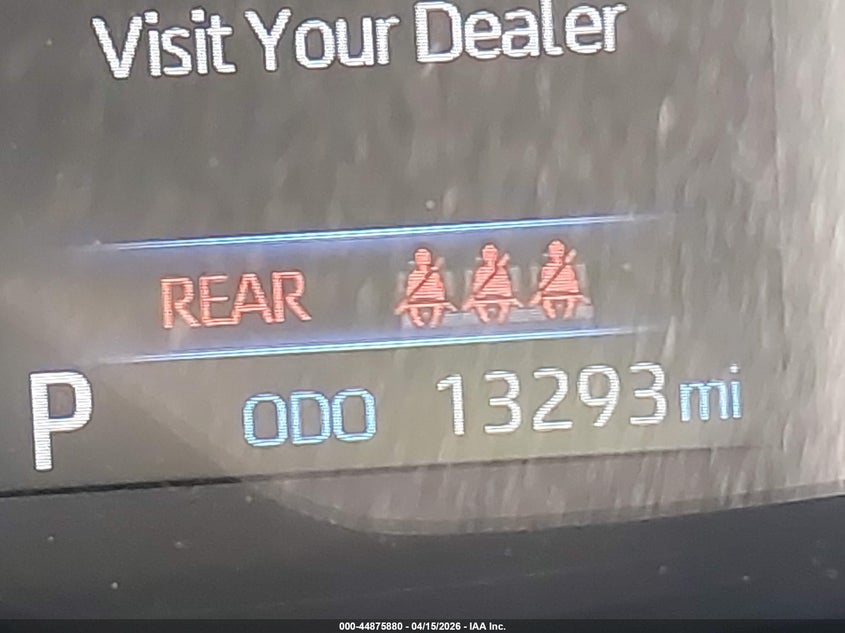 Visit Your Dealer
REAR
P ODO 13293 mi
000-44875880 - 04/15/2026 - IAA Inc.